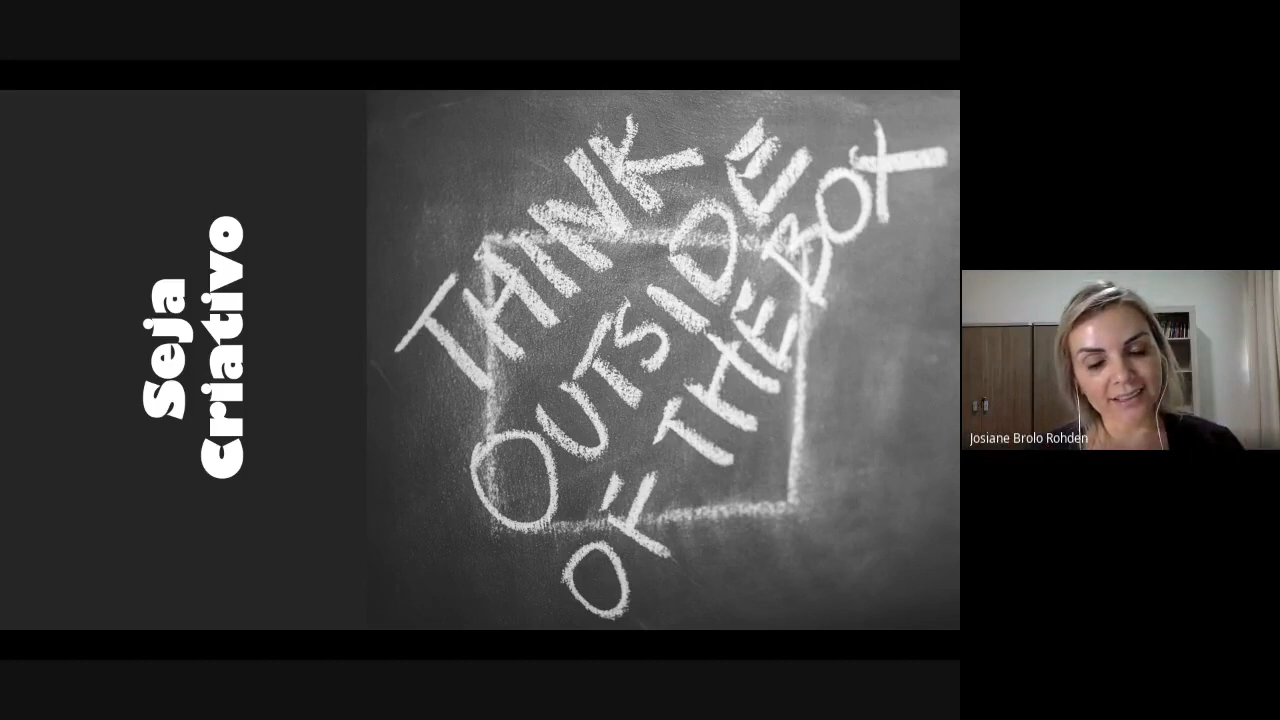 Seja
Criativo
THINK
OUTSIDE
OF THE BOX
Josiane Brolo Rohden